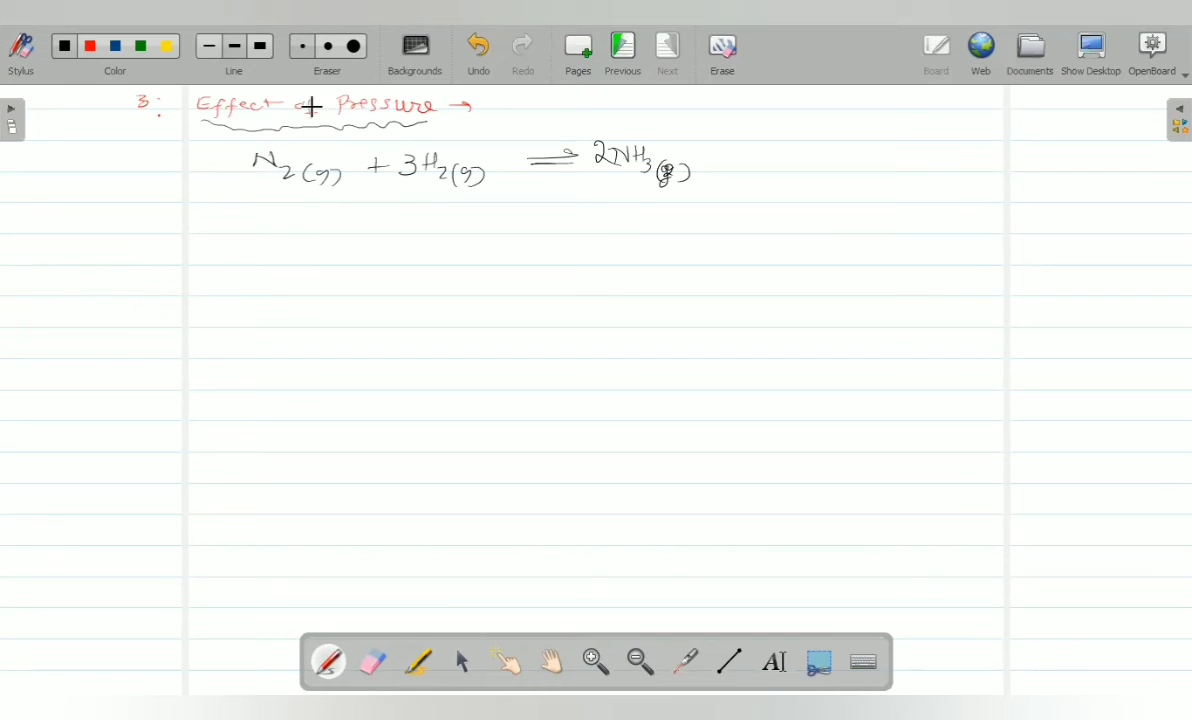 Stylus Color Line Eraser Backgrounds Undo Redo Pages Previous Next Erase Board Web Documents Show Desktop OpenBoard
3: Effect of Pressure →
N2(g) + 3H2(g) ⇌ 2NH3(g)
AI